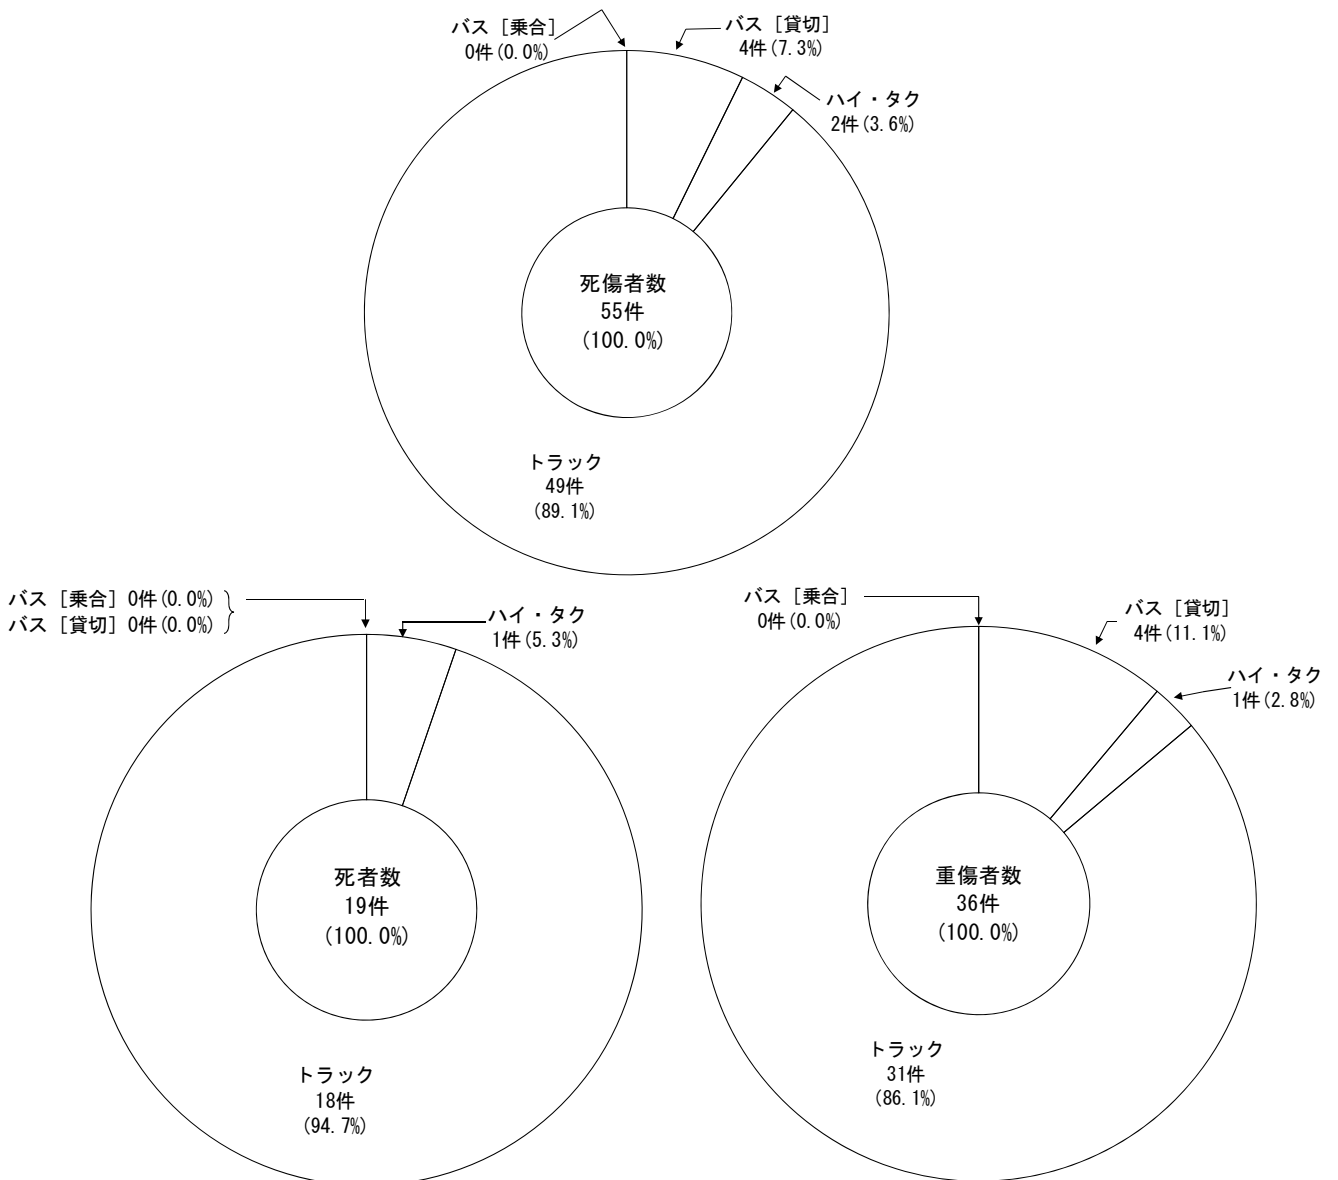 バス［乗合］
0件(0.0%)
バス［貸切］
4件(7.3%)
ハイ・タク
2件(3.6%)
死傷者数
55件
(100.0%)
トラック
49件
(89.1%)
バス［乗合］0件(0.0%)
バス［貸切］0件(0.0%)
ハイ・タク
1件(5.3%)
死者数
19件
(100.0%)
トラック
18件
(94.7%)
バス［乗合］
0件(0.0%)
バス［貸切］
4件(11.1%)
ハイ・タク
1件(2.8%)
重傷者数
36件
(100.0%)
トラック
31件
(86.1%)